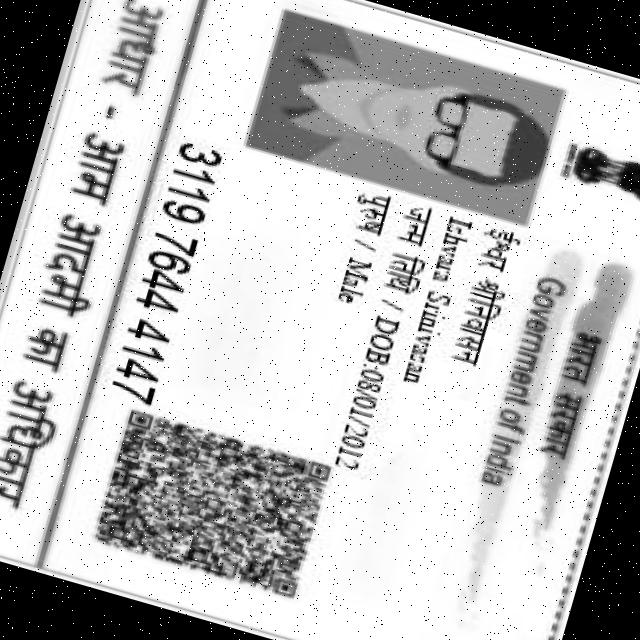 भारत सरकार
Government of India
ईश्वर श्रीनिवासन
Ishwara Srinivasan
जन्म तिथि / DOB:08/01/2012
पुरुष / Male
3119 7644 4147
आधार - आम आदमी का अधिकार